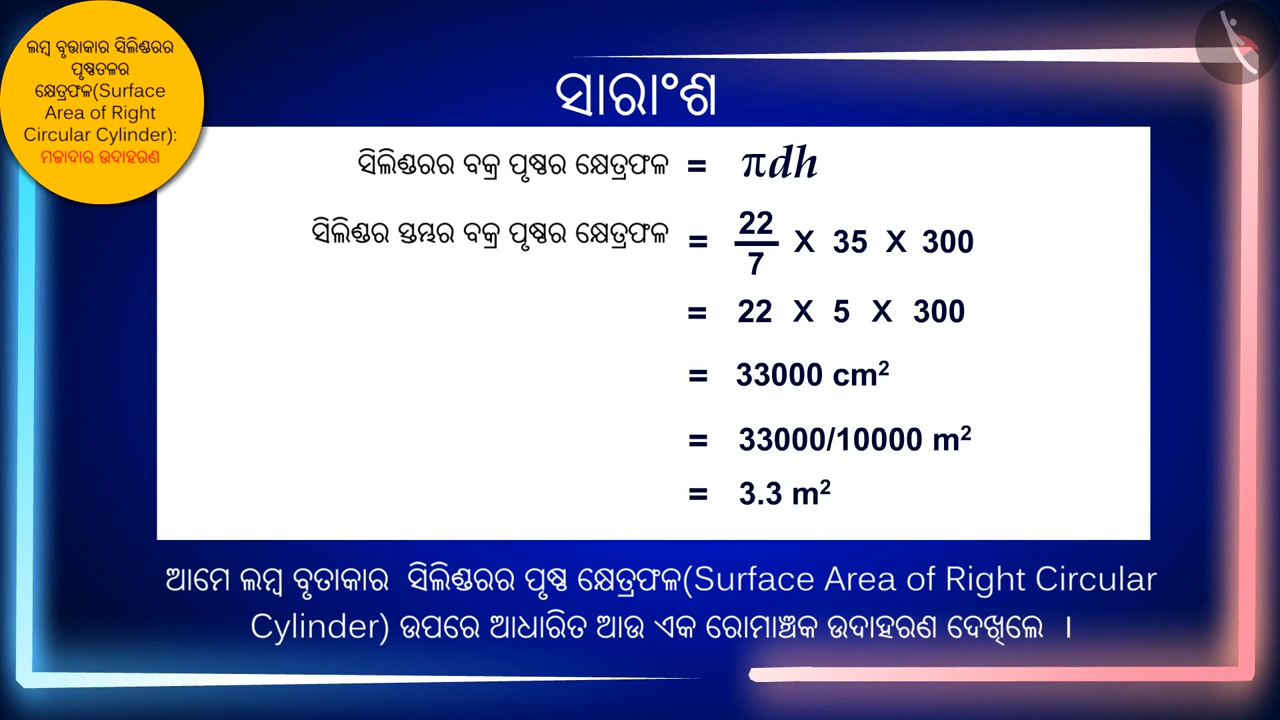 ଲମ୍ବ ବୃତ୍ତାକାର ସିଲିଣ୍ଡରର
ପୃଷ୍ଠତଳର
କ୍ଷେତ୍ରଫଳ(Surface
Area of Right
Circular Cylinder):
ମଜାଦାର ଉଦାହରଣ
ସାରାଂଶ
ସିଲିଣ୍ଡରର ବକ୍ର ପୃଷ୍ଠର କ୍ଷେତ୍ରଫଳ = πdh
ସିଲିଣ୍ଡର ସ୍ତମ୍ଭର ବକ୍ର ପୃଷ୍ଠର କ୍ଷେତ୍ରଫଳ = 22/7 X 35 X 300
= 22 X 5 X 300
= 33000 cm²
= 33000/10000 m²
= 3.3 m²
ଆମେ ଲମ୍ବ ବୃତାକାର ସିଲିଣ୍ଡରର ପୃଷ୍ଠ କ୍ଷେତ୍ରଫଳ(Surface Area of Right Circular
Cylinder) ଉପରେ ଆଧାରିତ ଆଉ ଏକ ରୋମାଞ୍ଚକ ଉଦାହରଣ ଦେଖିଲେ ।